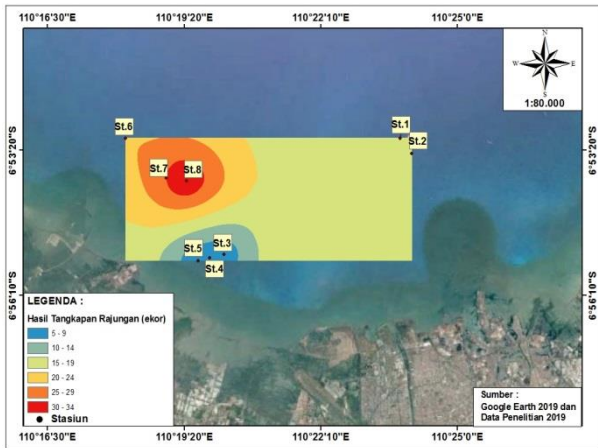 110°16'30"E 110°19'20"E 110°22'10"E 110°25'0"E
N
W E
S
1:80.000
St.6
St.1
St.2
6°53'20"S 6°53'20"S
St.7 St.8
St.5 St.3
St.4
6°56'10"S 6°56'10"S
LEGENDA :
Hasil Tangkapan Rajungan (ekor)
5 - 9
10 - 14
15 - 19
20 - 24
25 - 29
30 - 34
Stasiun
Sumber :
Google Earth 2019 dan
Data Penelitian 2019
110°16'30"E 110°19'20"E 110°22'10"E 110°25'0"E